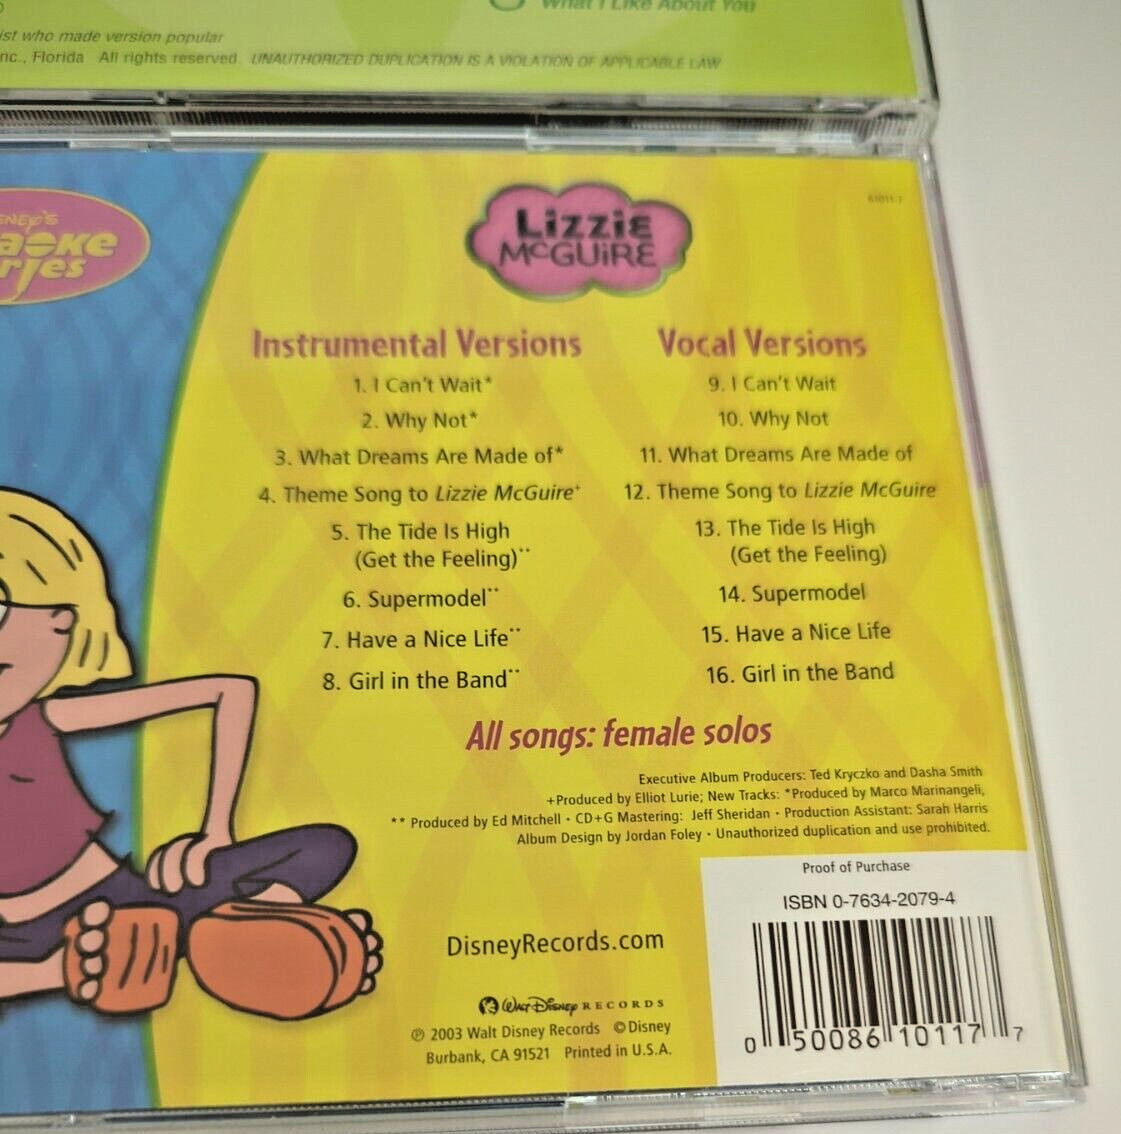 What I Like About You
ist who made version popular
nc., Florida All rights reserved. UNAUTHORIZED DUPLICATION IS A VIOLATION OF APPLICABLE LAW
LizziE
McGUiRE
Instrumental Versions
1. I Can't Wait*
2. Why Not*
3. What Dreams Are Made of*
4. Theme Song to Lizzie McGuire+
5. The Tide Is High
(Get the Feeling)**
6. Supermodel**
7. Have a Nice Life**
8. Girl in the Band**
Vocal Versions
9. I Can't Wait
10. Why Not
11. What Dreams Are Made of
12. Theme Song to Lizzie McGuire
13. The Tide Is High
(Get the Feeling)
14. Supermodel
15. Have a Nice Life
16. Girl in the Band
All songs: female solos
Executive Album Producers: Ted Kryczko and Dasha Smith
+Produced by Elliot Lurie; New Tracks: *Produced by Marco Marinangeli,
** Produced by Ed Mitchell • CD+G Mastering: Jeff Sheridan • Production Assistant: Sarah Harris
Album Design by Jordan Foley • Unauthorized duplication and use prohibited.
Proof of Purchase
ISBN 0-7634-2079-4
0 50086 10117 7
DisneyRecords.com
Walt Disney RECORDS
℗ 2003 Walt Disney Records © Disney
Burbank, CA 91521 Printed in U.S.A.